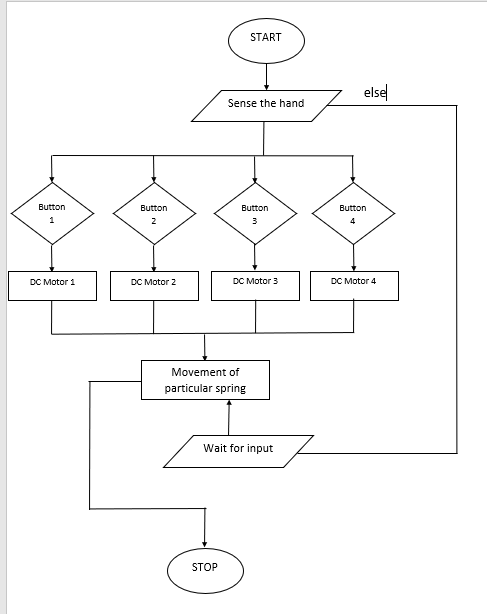 START
else
Sense the hand
Button
1
Button
2
Button
3
Button
4
DC Motor 1
DC Motor 2
DC Motor 3
DC Motor 4
Movement of
particular spring
Wait for input
STOP